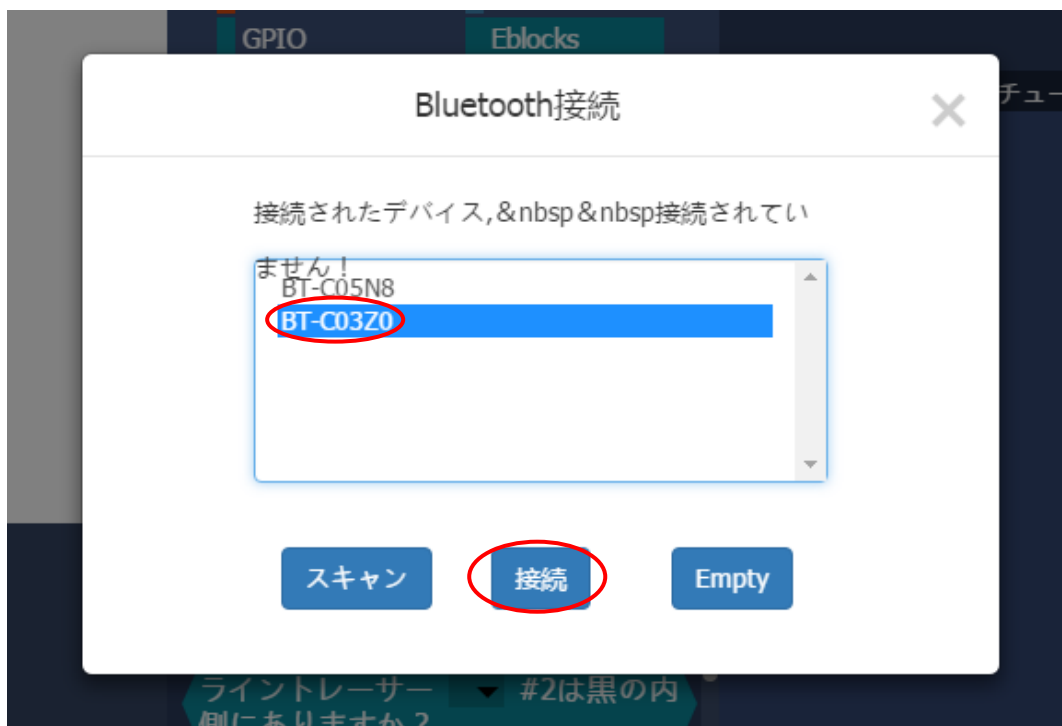 GPIO Eblocks
Bluetooth接続
×
チュー
接続されたデバイス,&nbsp&nbsp接続されてい
ません！
BT-C05N8
BT-C03Z0
スキャン 接続 Empty
ライントレーサー #2は黒の内
側にありますか？